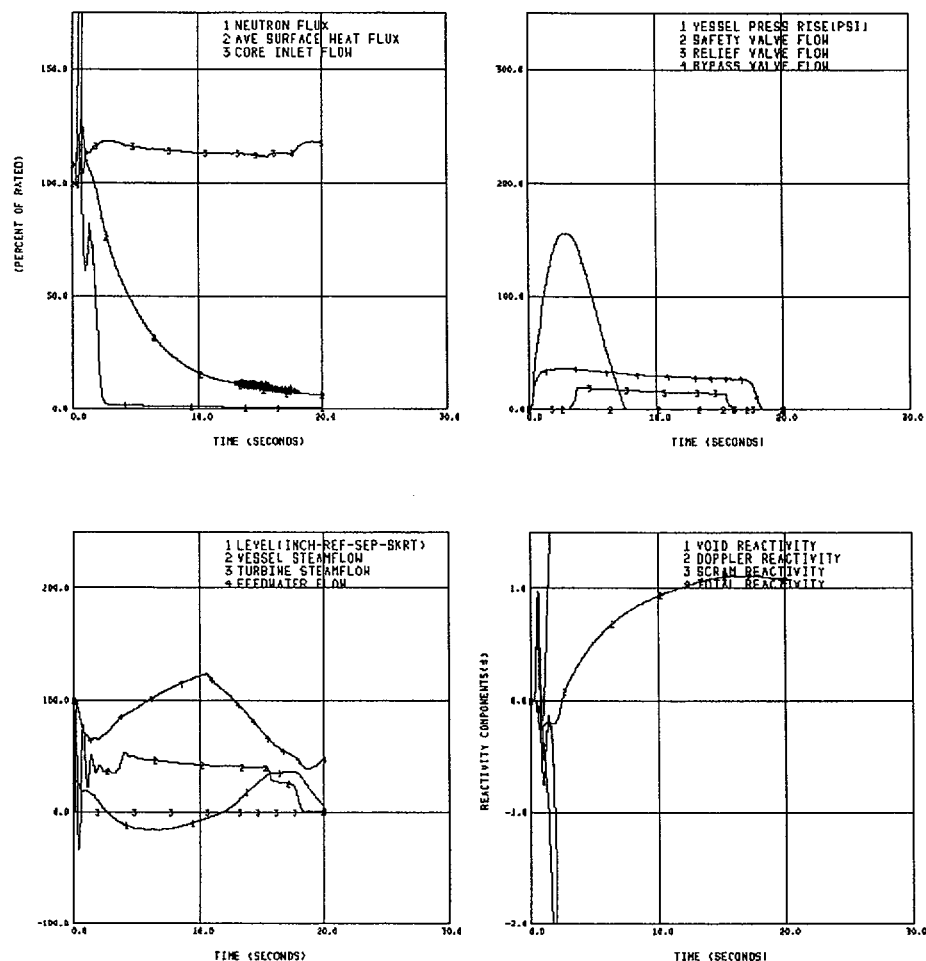 1 NEUTRON FLUX
2 AVE SURFACE HEAT FLUX
3 CORE INLET FLOW
150.0
100.0
50.0
0.0
(PERCENT OF RATED)
0.0 10.0 20.0 30.0
TIME (SECONDS)
1 VESSEL PRESS RISE(PSI)
2 SAFETY VALVE FLOW
3 RELIEF VALVE FLOW
4 BYPASS VALVE FLOW
300.0
200.0
100.0
0.0
0.0 10.0 20.0 30.0
TIME (SECONDS)
1 LEVEL(INCH-REF-SEP-SKRT)
2 VESSEL STEAMFLOW
3 TURBINE STEAMFLOW
4 FEEDWATER FLOW
200.0
100.0
0.0
-100.0
0.0 10.0 20.0 30.0
TIME (SECONDS)
1 VOID REACTIVITY
2 DOPPLER REACTIVITY
3 SCRAM REACTIVITY
4 TOTAL REACTIVITY
1.0
0.0
-1.0
-2.0
REACTIVITY COMPONENTS($)
0.0 10.0 20.0 30.0
TIME (SECONDS)